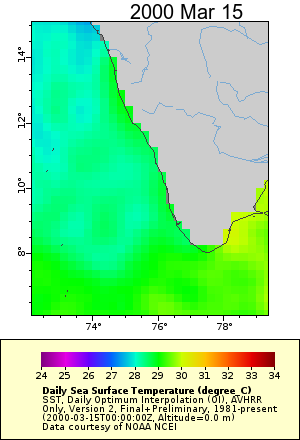 2000 Mar 15
14°
12°
10°
8°
74°
76°
78°
24 25 26 27 28 29 30 31 32 33 34
Daily Sea Surface Temperature (degree_C)
SST, Daily Optimum Interpolation (OI), AVHRR
Only, Version 2, Final+Preliminary, 1981-present
(2000-03-15T00:00:00Z, Altitude=0.0 m)
Data courtesy of NOAA NCEI